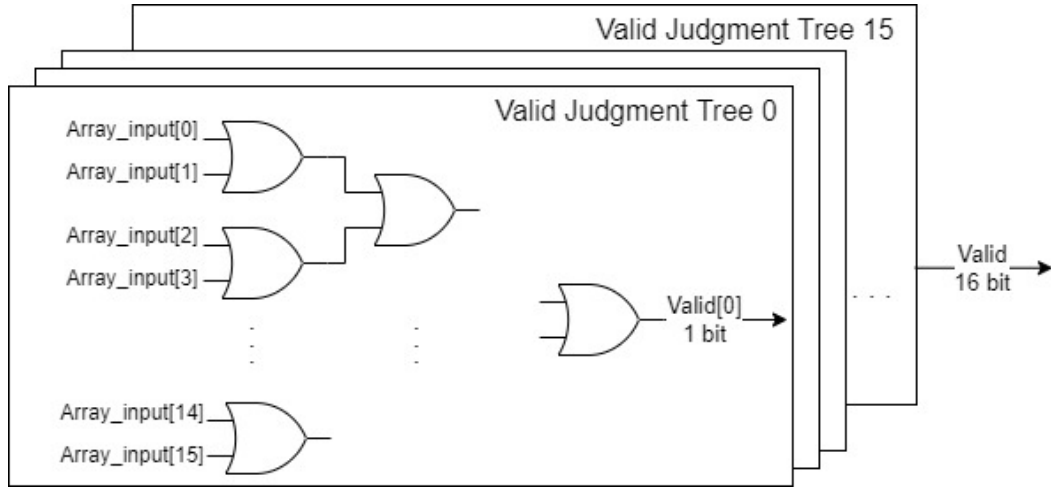 Valid Judgment Tree 15
Valid Judgment Tree 0
Array_input[0]
Array_input[1]
Array_input[2]
Array_input[3]
Valid
16 bit
Valid[0]
1 bit
. . .
Array_input[14]
Array_input[15]